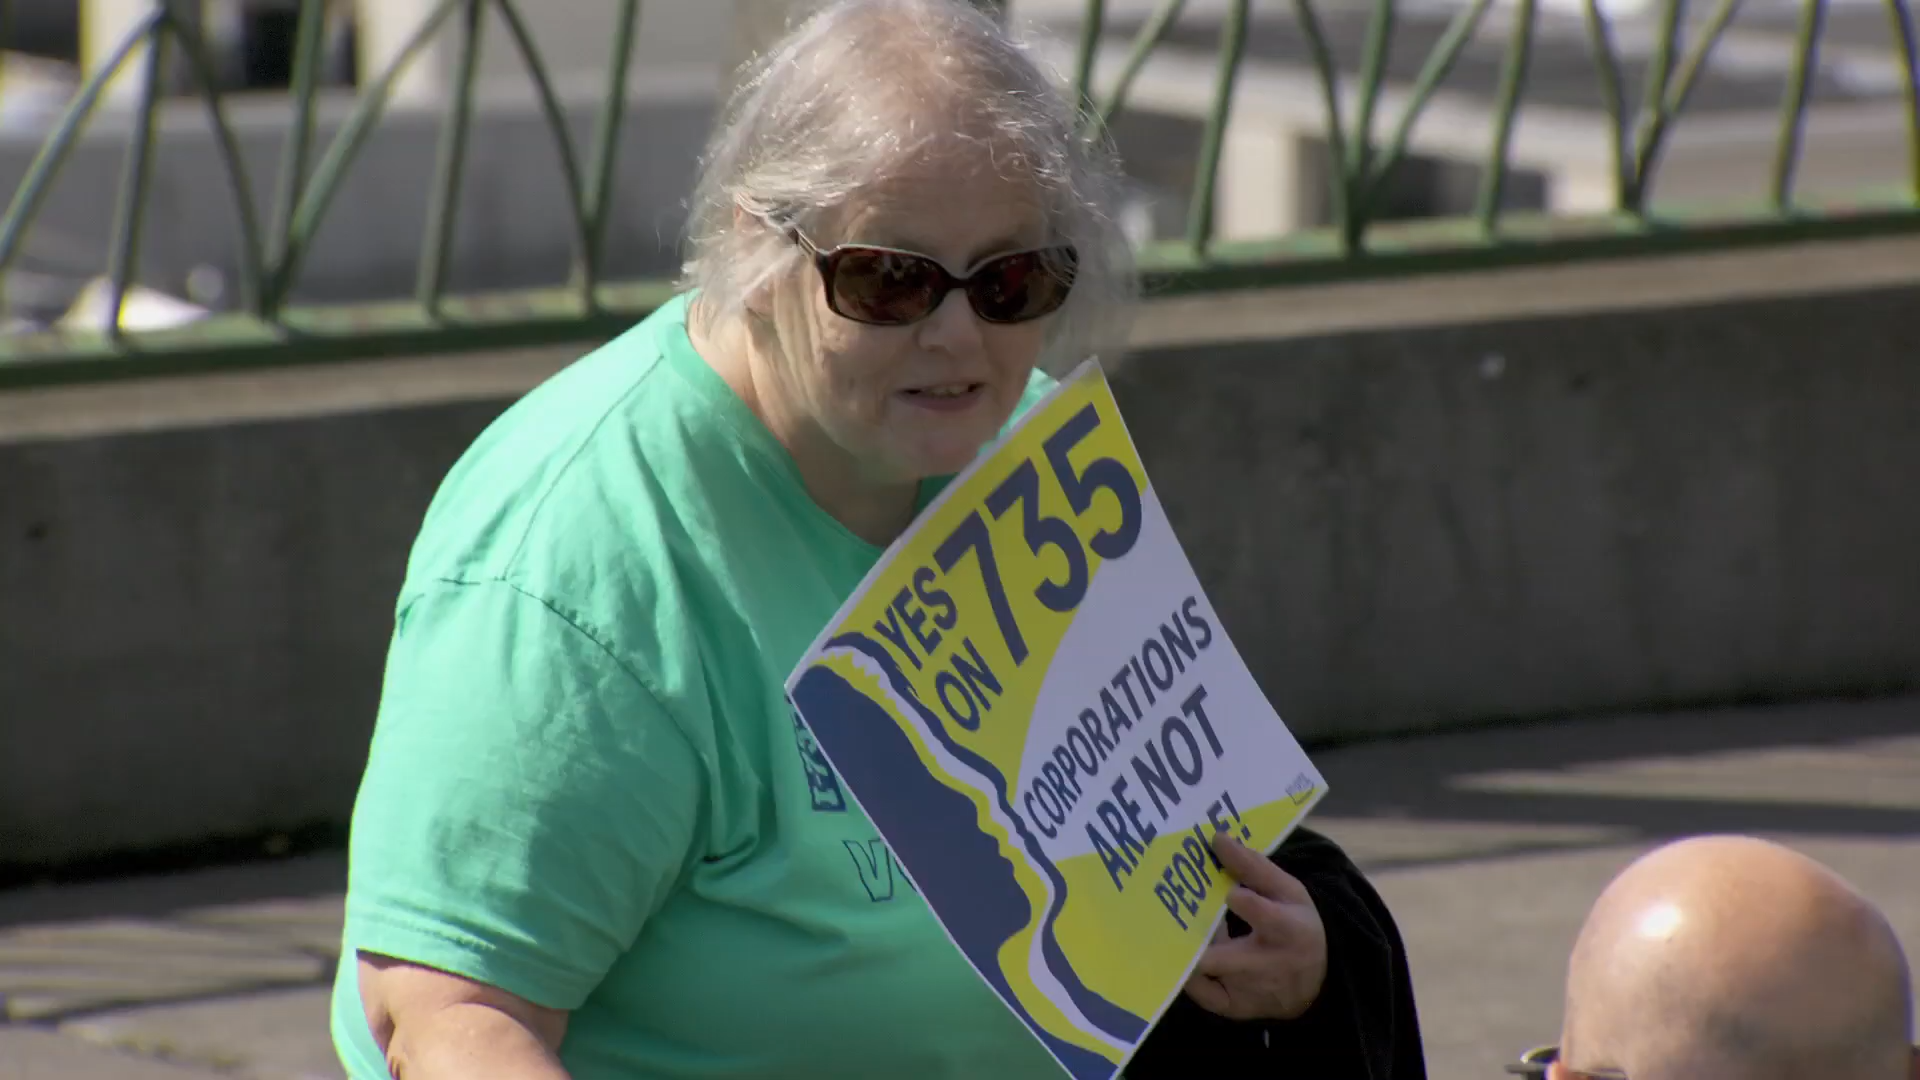 YES
ON
735
CORPORATIONS
ARE NOT
PEOPLE!